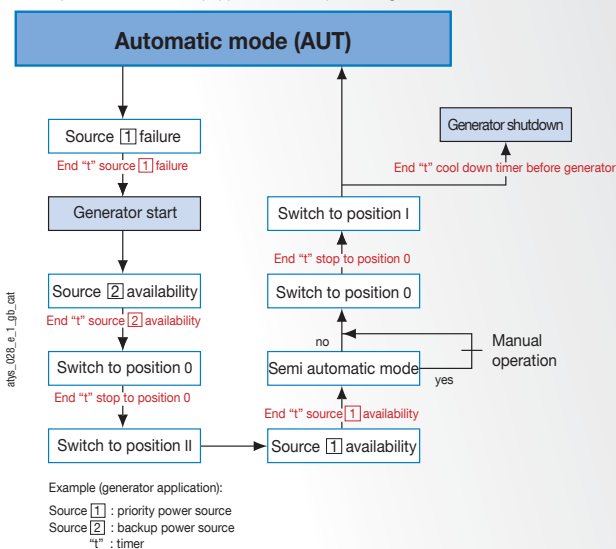 Automatic mode (AUT)
Source 1 failure
End “t” source 1 failure
Generator start
Source 2 availability
End “t” source 2 availability
Switch to position 0
End “t” stop to position 0
Switch to position II
Source 1 availability
End “t” source 1 availability
Semi automatic mode
yes
Manual
operation
no
Switch to position 0
End “t” stop to position 0
Switch to position I
End “t” cool down timer before generator
Generator shutdown
Example (generator application):
Source 1 : priority power source
Source 2 : backup power source
“t” : timer
atys_028_e_1_gb_cat